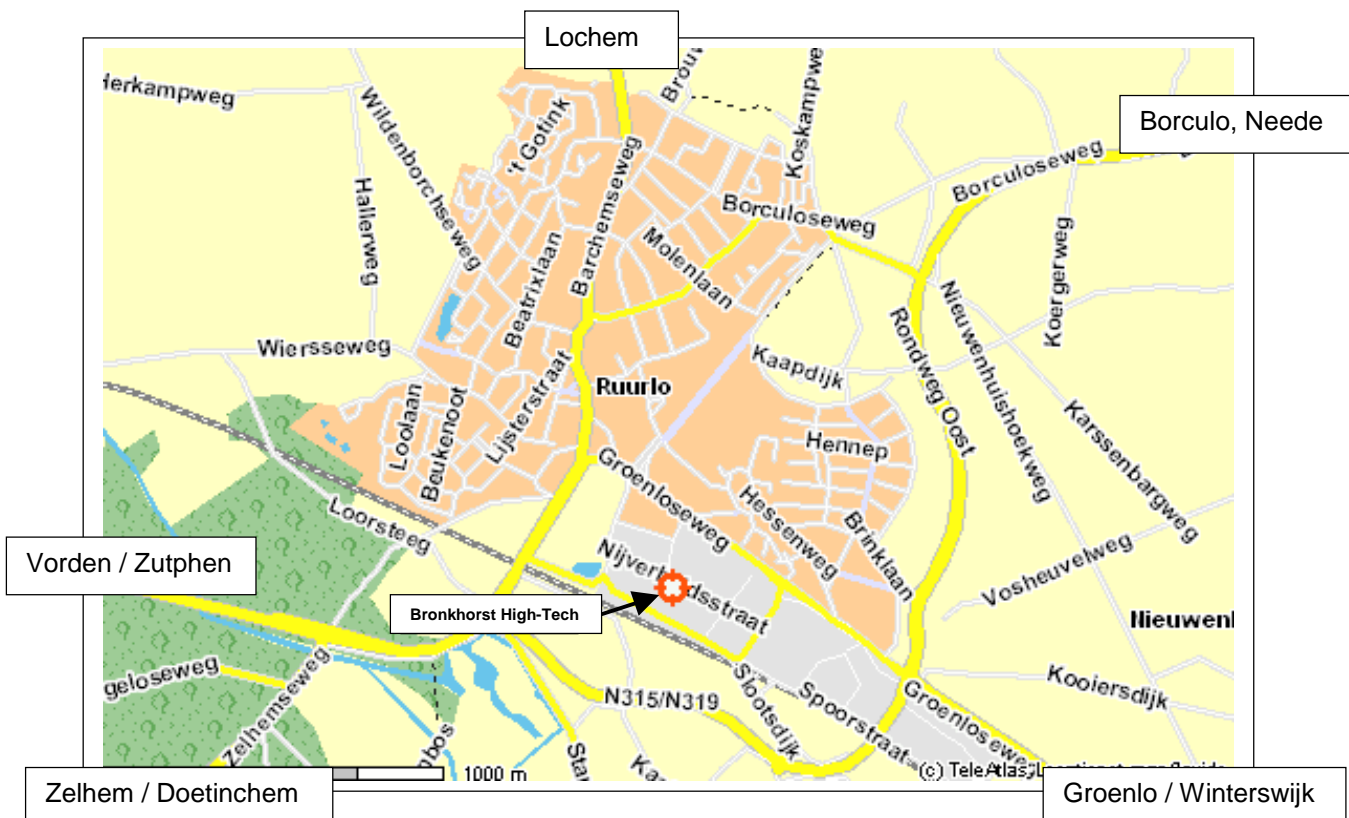 Lochem
Borculo, Neede
Herkampweg
Wildenborchseweg
't Gotink
Koskampweg
Hallerweg
Barchemseweg
Borculoseweg
Borculoseweg
Molenlaan
Beatrixlaan
Koergerweg
Wiersseweg
Lijsterstraat
Ruurlo
Kaapdijk
Rondweg Oost
Nieuwenhuishoekweg
Karssenbargweg
Loolaan
Beukenoot
Hennep
Groenloseweg
Hessenweg
Brinklaan
Loorsteeg
Vosheuvelweg
Vorden / Zutphen
Nijverheidsstraat
Bronkhorst High-Tech
geloseweg
Zelhemseweg
N315/N319
Slootsdijk
Spoorstraat
Groenloseweg
Kooiersdijk
1000 m
(c) TeleAtlas
Zelhem / Doetinchem
Groenlo / Winterswijk